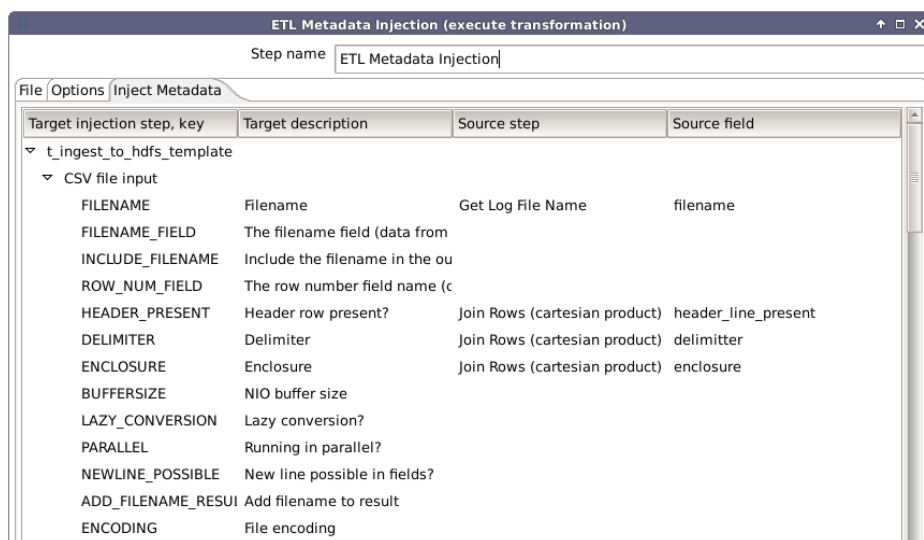 ETL Metadata Injection (execute transformation)
Step name ETL Metadata Injection
File Options Inject Metadata
Target injection step, key Target description Source step Source field
t_ingest_to_hdfs_template
CSV file input
FILENAME Filename Get Log File Name filename
FILENAME_FIELD The filename field (data from
INCLUDE_FILENAME Include the filename in the ou
ROW_NUM_FIELD The row number field name (c
HEADER_PRESENT Header row present? Join Rows (cartesian product) header_line_present
DELIMITER Delimiter Join Rows (cartesian product) delimitter
ENCLOSURE Enclosure Join Rows (cartesian product) enclosure
BUFFERSIZE NIO buffer size
LAZY_CONVERSION Lazy conversion?
PARALLEL Running in parallel?
NEWLINE_POSSIBLE New line possible in fields?
ADD_FILENAME_RESUL Add filename to result
ENCODING File encoding